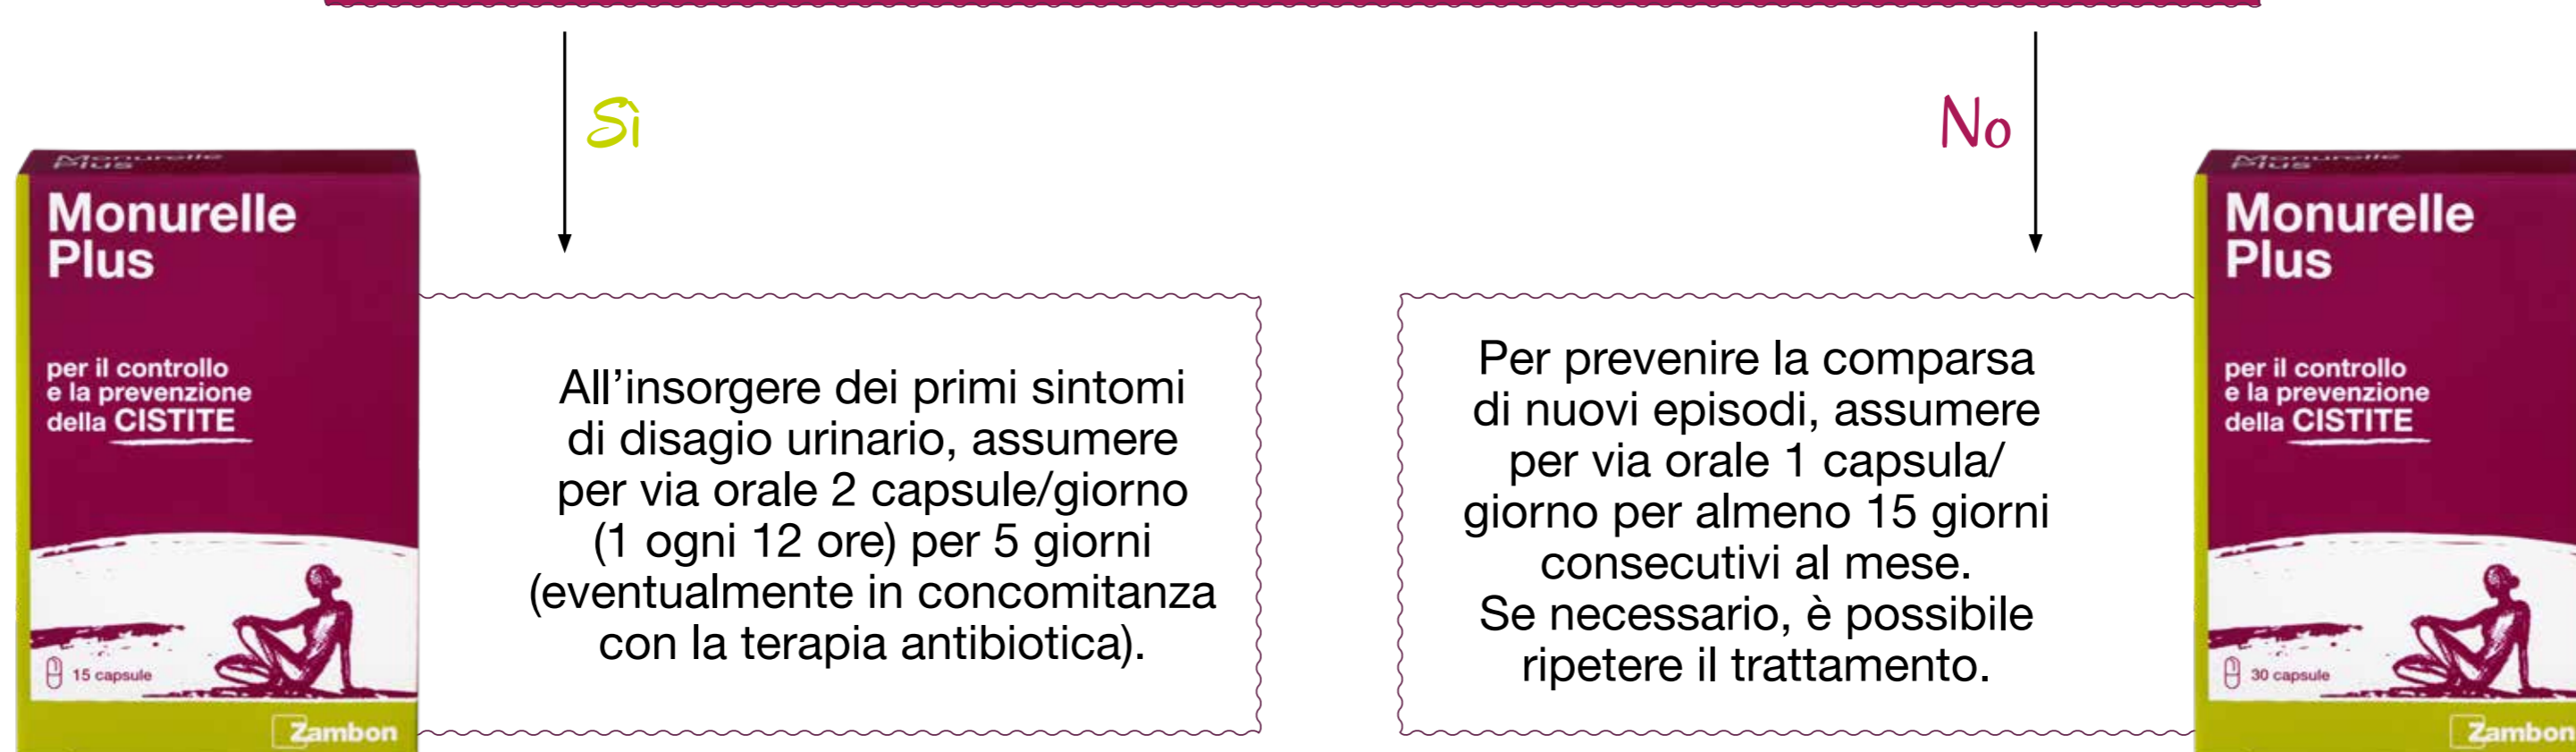 Sì
No
Monurelle
Plus
Monurelle
Plus
per il controllo
e la prevenzione
della CISTITE
15 capsule
Zambon
All’insorgere dei primi sintomi
di disagio urinario, assumere
per via orale 2 capsule/giorno
(1 ogni 12 ore) per 5 giorni
(eventualmente in concomitanza
con la terapia antibiotica).
Per prevenire la comparsa
di nuovi episodi, assumere
per via orale 1 capsula/
giorno per almeno 15 giorni
consecutivi al mese.
Se necessario, è possibile
ripetere il trattamento.
Monurelle
Plus
Monurelle
Plus
per il controllo
e la prevenzione
della CISTITE
30 capsule
Zambon